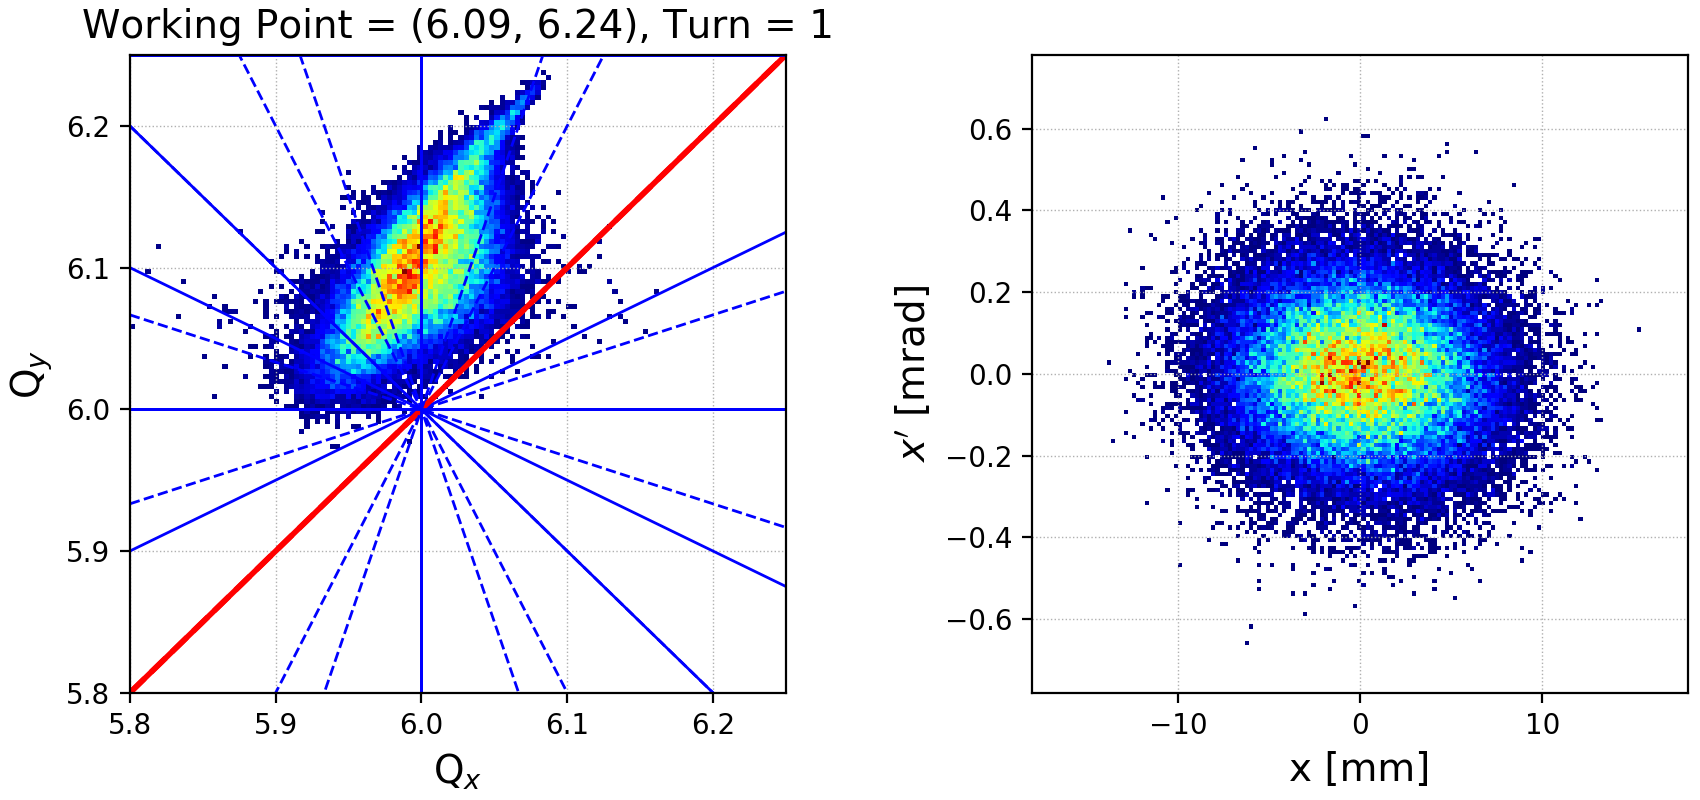 Working Point = (6.09, 6.24), Turn = 1
6.2
6.1
6.0
5.9
5.8
Q_y
5.8 5.9 6.0 6.1 6.2
Q_x
0.6
0.4
0.2
0.0
−0.2
−0.4
−0.6
x′ [mrad]
−10 0 10
x [mm]